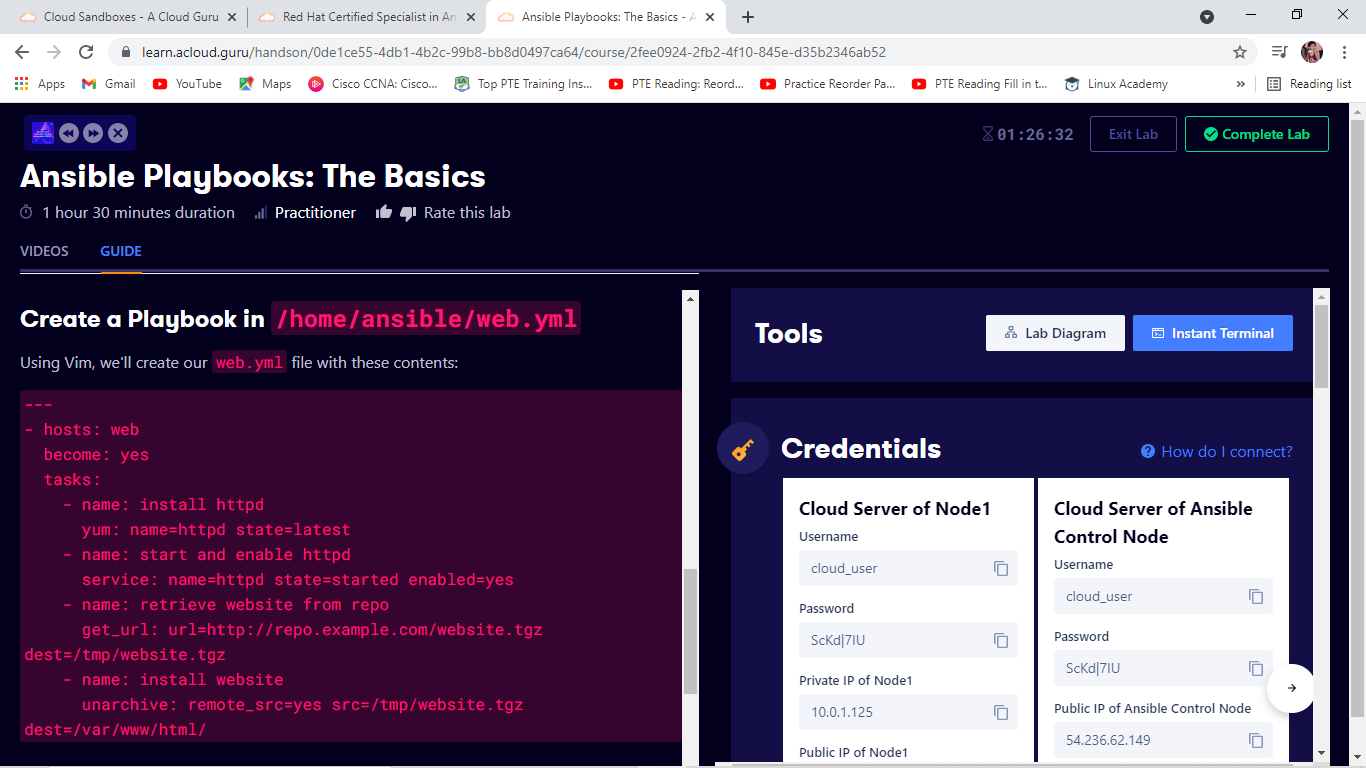 Cloud Sandboxes - A Cloud Guru
Red Hat Certified Specialist in An
Ansible Playbooks: The Basics - A
learn.acloud.guru/handson/0de1ce55-4db1-4b2c-99b8-bb8d0497ca64/course/2fee0924-2fb2-4f10-845e-d35b2346ab52
Apps Gmail YouTube Maps Cisco CCNA: Cisco... Top PTE Training Ins... PTE Reading: Reord... Practice Reorder Pa... PTE Reading Fill in t... Linux Academy » Reading list
01:26:32 Exit Lab Complete Lab
Ansible Playbooks: The Basics
1 hour 30 minutes duration Practitioner Rate this lab
VIDEOS GUIDE
Create a Playbook in /home/ansible/web.yml
Using Vim, we'll create our web.yml file with these contents:
---
- hosts: web
  become: yes
  tasks:
    - name: install httpd
      yum: name=httpd state=latest
    - name: start and enable httpd
      service: name=httpd state=started enabled=yes
    - name: retrieve website from repo
      get_url: url=http://repo.example.com/website.tgz
dest=/tmp/website.tgz
    - name: install website
      unarchive: remote_src=yes src=/tmp/website.tgz
dest=/var/www/html/
Tools
Lab Diagram
Instant Terminal
Credentials
How do I connect?
Cloud Server of Node1
Username
cloud_user
Password
ScKd|7IU
Private IP of Node1
10.0.1.125
Public IP of Node1
Cloud Server of Ansible
Control Node
Username
cloud_user
Password
ScKd|7IU
Public IP of Ansible Control Node
54.236.62.149